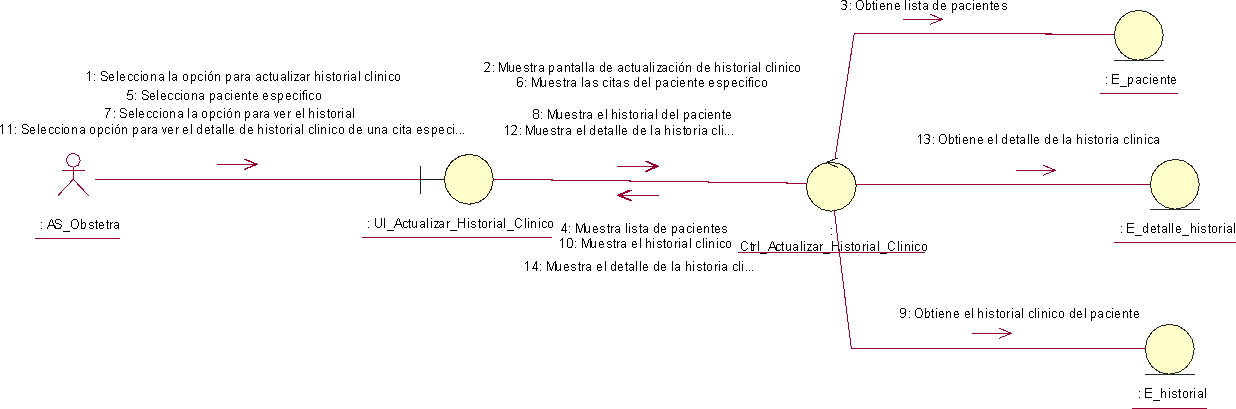 3: Obtiene lista de pacientes
: E_paciente
1: Selecciona la opción para actualizar historial clinico
5: Selecciona paciente especifico
7: Selecciona la opción para ver el historial
11: Selecciona opción para ver el detalle de historial clinico de una cita especi...
2: Muestra pantalla de actualización de historial clinico
6: Muestra las citas del paciente especifico
8: Muestra el historial del paciente
12: Muestra el detalle de la historia cli...
13: Obtiene el detalle de la historia clinica
: AS_Obstetra
: UI_Actualizar_Historial_Clinico
4: Muestra lista de pacientes
10: Muestra el historial clinico
14: Muestra el detalle de la historia cli...
:
Ctrl_Actualizar_Historial_Clinico
: E_detalle_historial
9: Obtiene el historial clinico del paciente
: E_historial